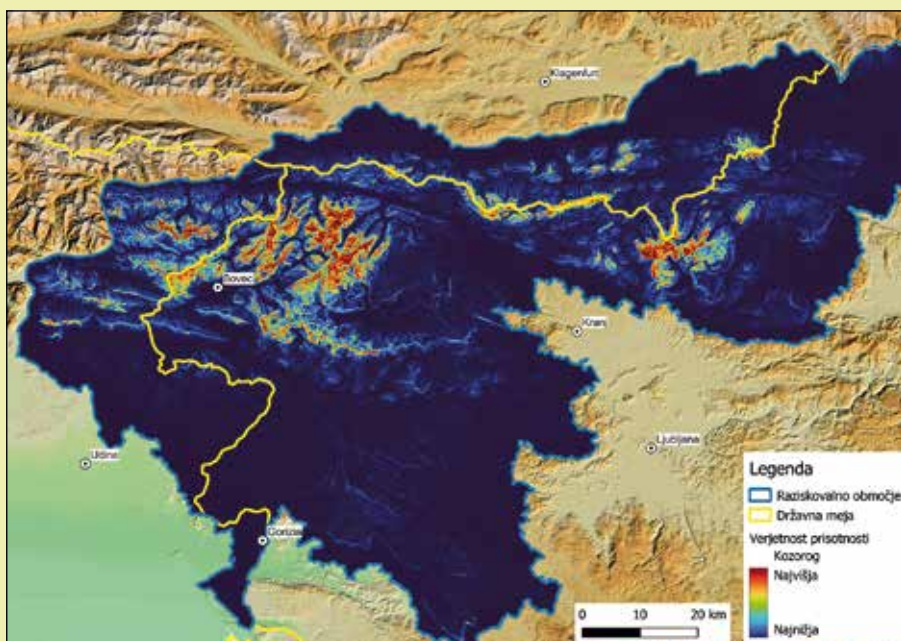 Klagenfurt
Bovec
Kranj
Ljubljana
Udine
Gorizia
Legenda
Raziskovalno območje
Državna meja
Verjetnost prisotnosti
Kozorog
Najvišja
Najnižja
0 10 20 km